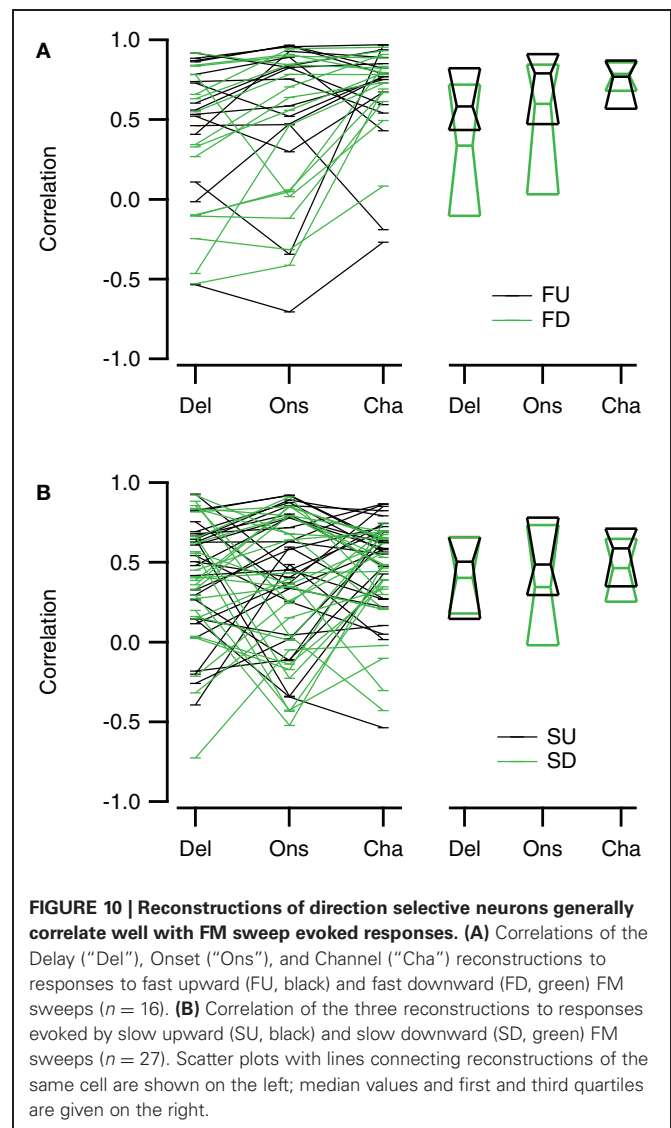 A
1.0
0.5
0.0
-0.5
-1.0
Correlation
FU
FD
Del Ons Cha Del Ons Cha
B
1.0
0.5
0.0
-0.5
-1.0
Correlation
SU
SD
Del Ons Cha Del Ons Cha
FIGURE 10 | Reconstructions of direction selective neurons generally
correlate well with FM sweep evoked responses. (A) Correlations of the
Delay (“Del”), Onset (“Ons”), and Channel (“Cha”) reconstructions to
responses to fast upward (FU, black) and fast downward (FD, green) FM
sweeps (n = 16). (B) Correlation of the three reconstructions to responses
evoked by slow upward (SU, black) and slow downward (SD, green) FM
sweeps (n = 27). Scatter plots with lines connecting reconstructions of the
same cell are shown on the left; median values and first and third quartiles
are given on the right.